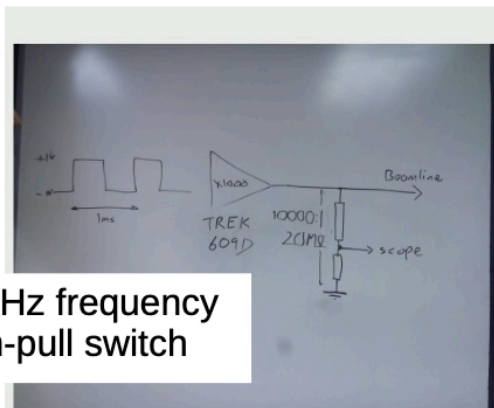 +1v
1ms
x1000
TREK
609D
10000:1
20MΩ
scope
Boomline
Hz frequency
-pull switch